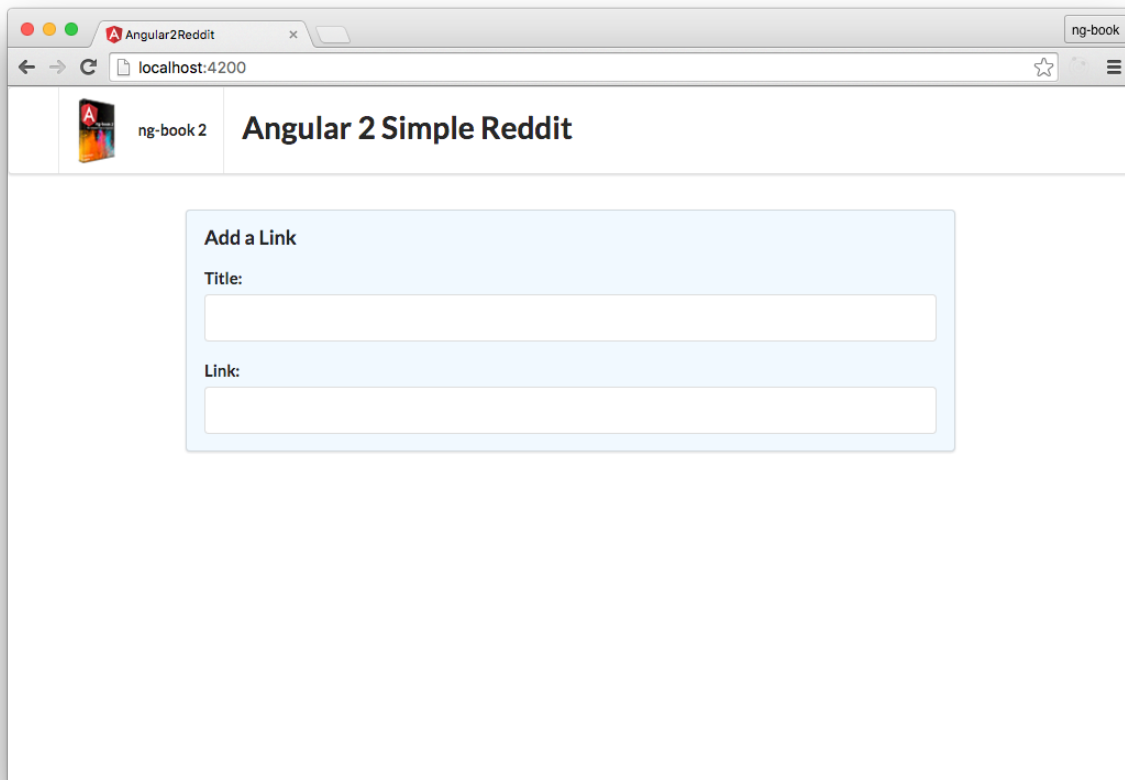 Angular2Reddit
ng-book
localhost:4200
ng-book 2
Angular 2 Simple Reddit
Add a Link
Title:
Link: